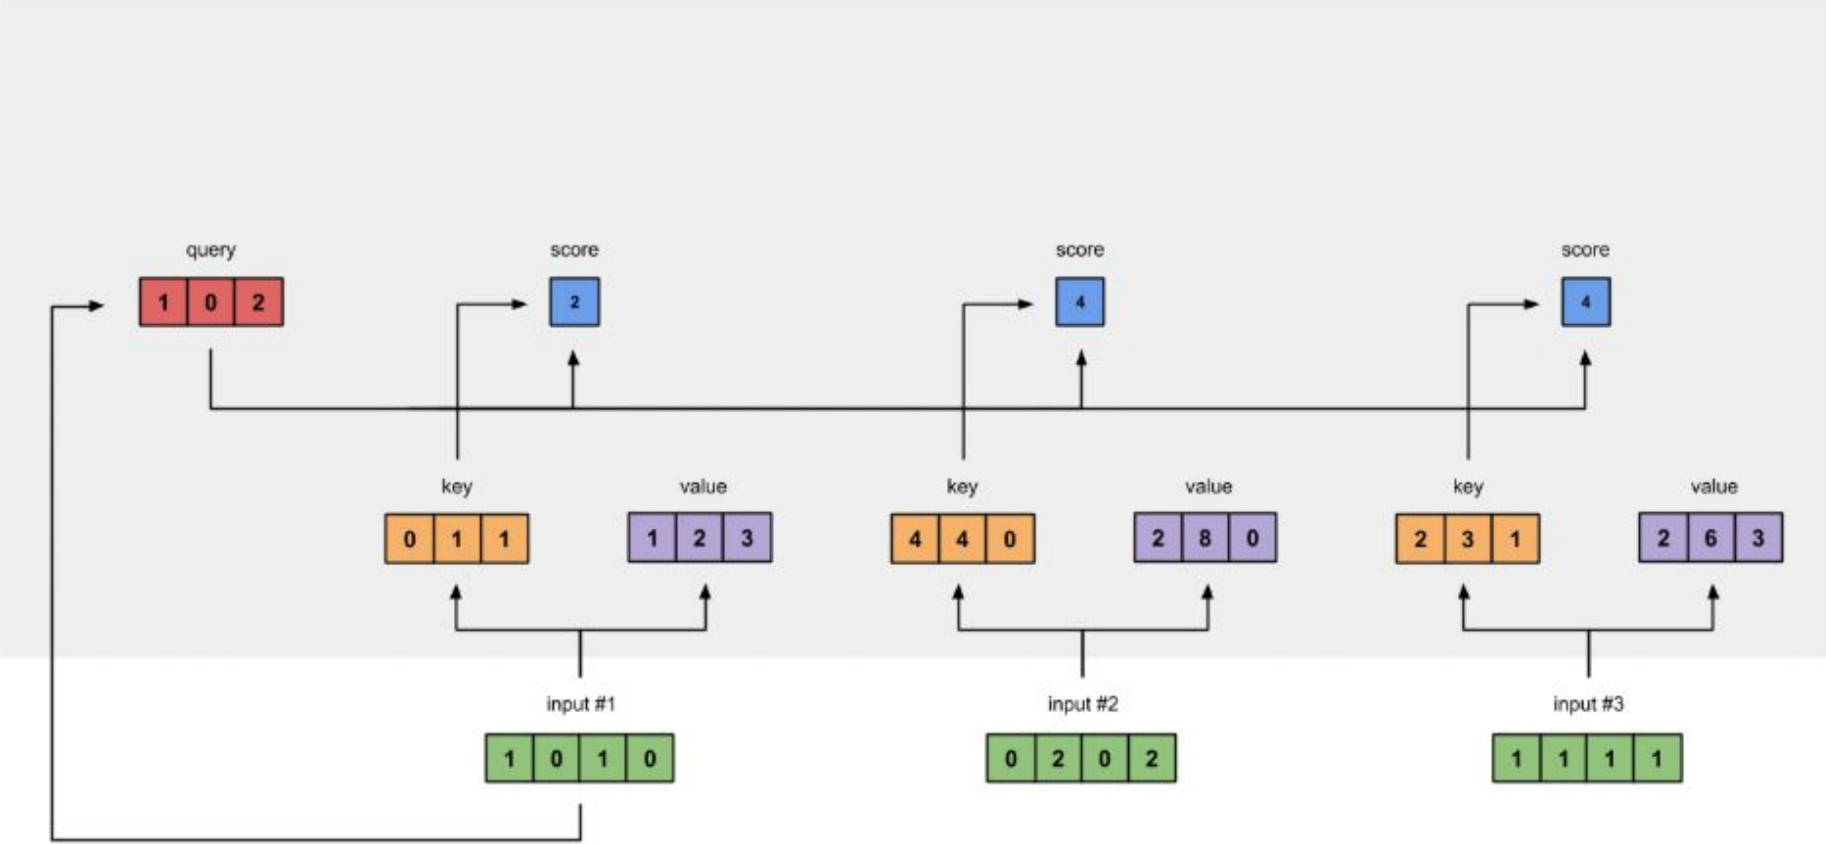 query score score score
1 0 2 2 4 4
key value key value key value
0 1 1 1 2 3 4 4 0 2 8 0 2 3 1 2 6 3
input #1 input #2 input #3
1 0 1 0 0 2 0 2 1 1 1 1